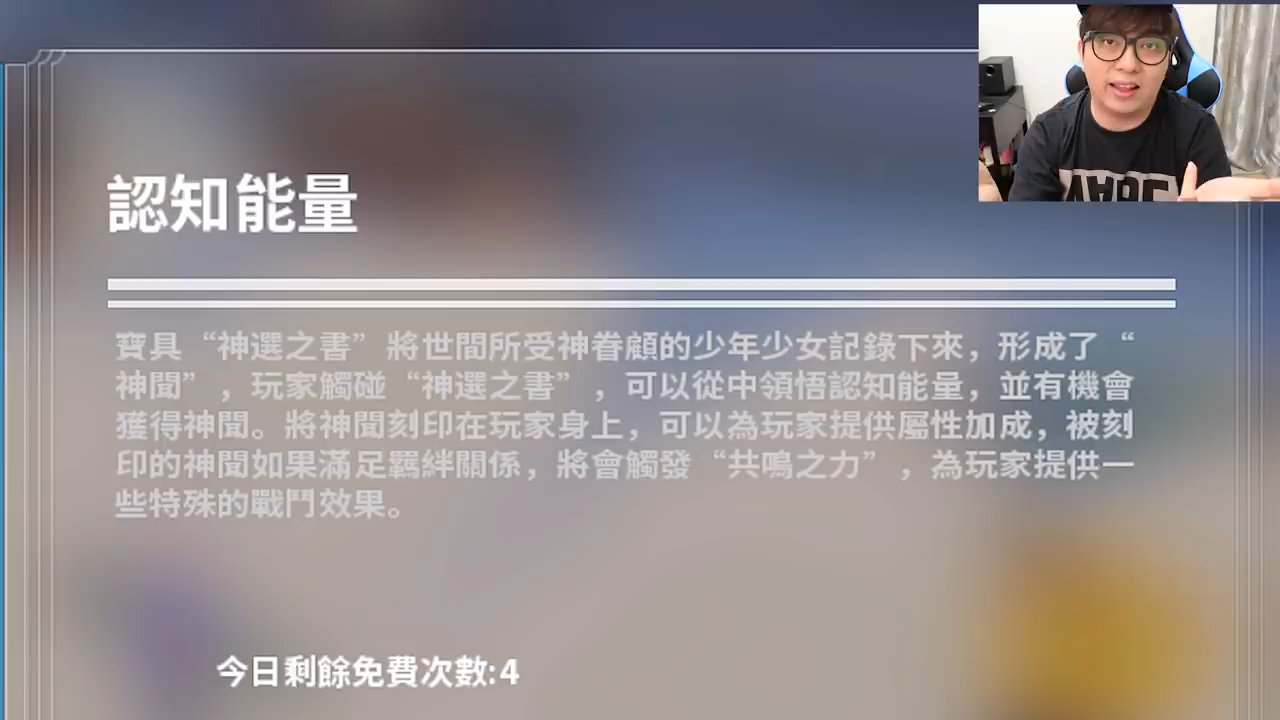 認知能量
寶具“神選之書”將世間所受神眷顧的少年少女記錄下來，形成了“
神聞”，玩家觸碰“神選之書”，可以從中領悟認知能量，並有機會
獲得神聞。將神聞刻印在玩家身上，可以為玩家提供屬性加成，被刻
印的神聞如果滿足羈絆關係，將會觸發“共鳴之力”，為玩家提供一
些特殊的戰鬥效果。
今日剩餘免費次數:4